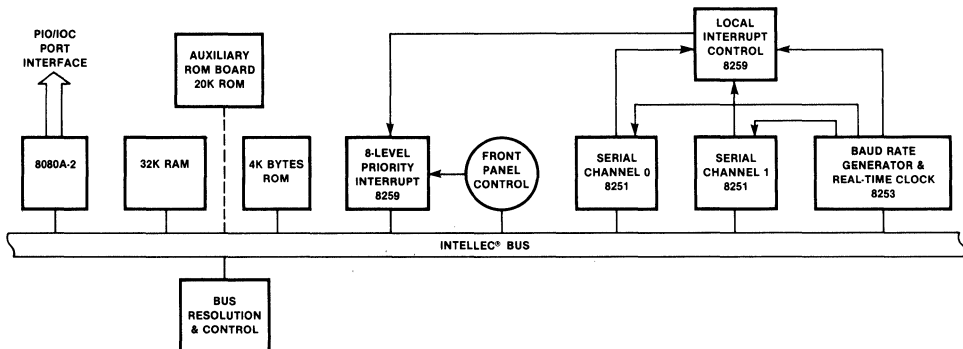 PIO/IOC
PORT
INTERFACE
AUXILIARY
ROM BOARD
20K ROM
LOCAL
INTERRUPT
CONTROL
8259
8080A-2
32K RAM
4K BYTES
ROM
8-LEVEL
PRIORITY
INTERRUPT
8259
FRONT
PANEL
CONTROL
SERIAL
CHANNEL 0
8251
SERIAL
CHANNEL 1
8251
BAUD RATE
GENERATOR &
REAL-TIME CLOCK
8253
INTELLEC® BUS
BUS
RESOLUTION
& CONTROL